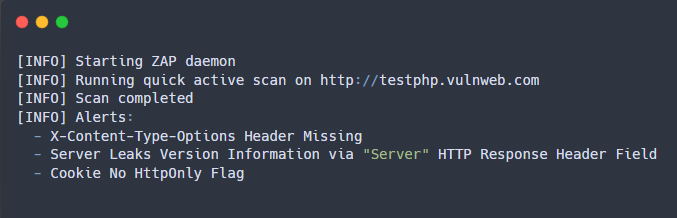 [INFO] Starting ZAP daemon
[INFO] Running quick active scan on http://testphp.vulnweb.com
[INFO] Scan completed
[INFO] Alerts:
  - X-Content-Type-Options Header Missing
  - Server Leaks Version Information via "Server" HTTP Response Header Field
  - Cookie No HttpOnly Flag